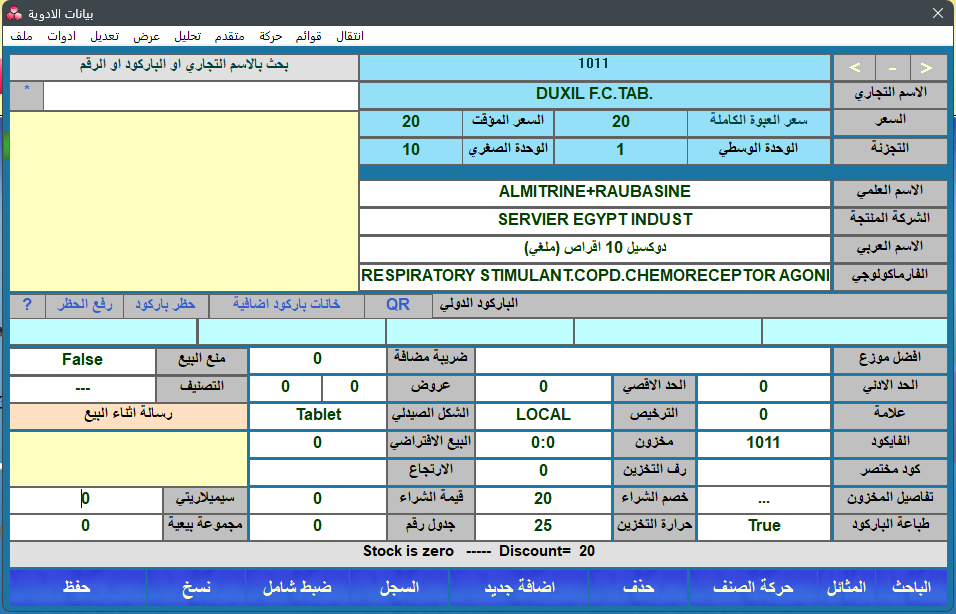 بيانات الادوية
ملف ادوات تعديل عرض تحليل متقدم حركة قوائم انتقال
< - > 1011 بحث بالاسم التجاري او الباركود او الرقم
الاسم التجاري DUXIL F.C.TAB. *
السعر سعر العبوة الكاملة 20 السعر المؤقت 20
التجزئة الوحدة الوسطي 1 الوحدة الصغري 10
الاسم العلمي ALMITRINE+RAUBASINE
الشركة المنتجة SERVIER EGYPT INDUST
الاسم العربي دوكسيل 10 اقراص (ملغي)
الفارماكولوجي RESPIRATORY STIMULANT.COPD.CHEMORECEPTOR AGONI
الباركود الدولي QR خانات باركود اضافية حظر باركود رفع الحظر ?
افضل موزع ضريبة مضافة 0 منع البيع False
الحد الادني 0 الحد الاقصي 0 عروض 0 0 التصنيف ---
علامة 0 الترخيص LOCAL الشكل الصيدلي Tablet رسالة اثناء البيع
الفايكود 1011 مخزون 0:0 البيع الافتراضي 0
كود مختصر رف التخزين 0 الارتجاع
تفاصيل المخزون ... خصم الشراء 20 قيمة الشراء 0 سيميلاريتي 0
طباعة الباركود True حرارة التخزين 25 جدول رقم 0 مجموعة بيعية 0
Stock is zero ----- Discount= 20
الباحث المثائل حركة الصنف حذف اضافة جديد السجل ضبط شامل نسخ حفظ